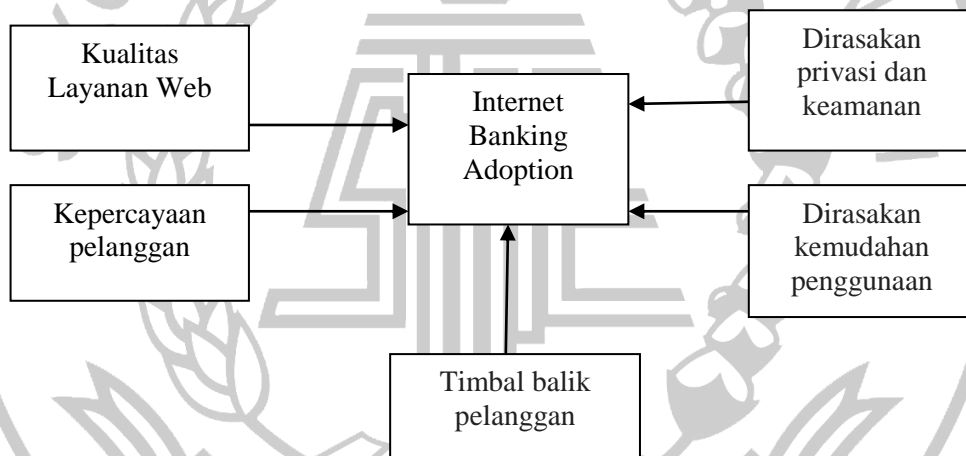 Kualitas
Layanan Web
Internet
Banking
Adoption
Dirasakan
privasi dan
keamanan
Kepercayaan
pelanggan
Dirasakan
kemudahan
penggunaan
Timbal balik
pelanggan